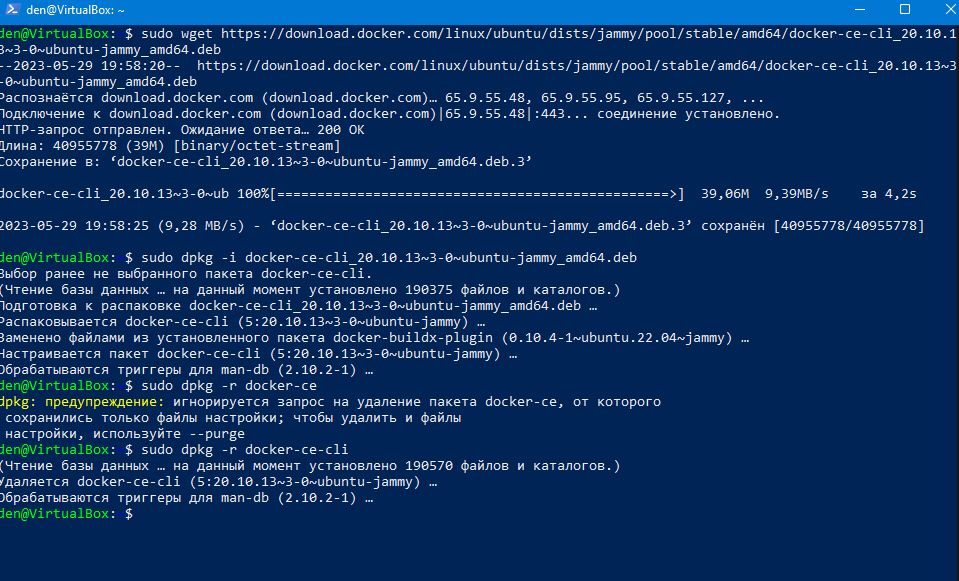 den@VirtualBox: ~
den@VirtualBox:~$ sudo wget https://download.docker.com/linux/ubuntu/dists/jammy/pool/stable/amd64/docker-ce-cli_20.10.1
3~3-0~ubuntu-jammy_amd64.deb
--2023-05-29 19:58:20-- https://download.docker.com/linux/ubuntu/dists/jammy/pool/stable/amd64/docker-ce-cli_20.10.13~3
-0~ubuntu-jammy_amd64.deb
Распознаётся download.docker.com (download.docker.com)… 65.9.55.48, 65.9.55.95, 65.9.55.127, ...
Подключение к download.docker.com (download.docker.com)|65.9.55.48|:443... соединение установлено.
HTTP-запрос отправлен. Ожидание ответа… 200 OK
Длина: 40955778 (39M) [binary/octet-stream]
Сохранение в: ‘docker-ce-cli_20.10.13~3-0~ubuntu-jammy_amd64.deb.3’
docker-ce-cli_20.10.13~3-0~ub 100%[=================================================>] 39,06M 9,39MB/s за 4,2s
2023-05-29 19:58:25 (9,28 MB/s) - ‘docker-ce-cli_20.10.13~3-0~ubuntu-jammy_amd64.deb.3’ сохранён [40955778/40955778]
den@VirtualBox:~$ sudo dpkg -i docker-ce-cli_20.10.13~3-0~ubuntu-jammy_amd64.deb
Выбор ранее не выбранного пакета docker-ce-cli.
(Чтение базы данных … на данный момент установлено 190375 файлов и каталогов.)
Подготовка к распаковке docker-ce-cli_20.10.13~3-0~ubuntu-jammy_amd64.deb …
Распаковывается docker-ce-cli (5:20.10.13~3-0~ubuntu-jammy) …
Заменено файлами из установленного пакета docker-buildx-plugin (0.10.4-1~ubuntu.22.04~jammy) …
Настраивается пакет docker-ce-cli (5:20.10.13~3-0~ubuntu-jammy) …
Обрабатываются триггеры для man-db (2.10.2-1) …
den@VirtualBox:~$ sudo dpkg -r docker-ce
dpkg: предупреждение: игнорируется запрос на удаление пакета docker-ce, от которого
сохранились только файлы настройки; чтобы удалить и файлы
настройки, используйте --purge
den@VirtualBox:~$ sudo dpkg -r docker-ce-cli
(Чтение базы данных … на данный момент установлено 190570 файлов и каталогов.)
Удаляется docker-ce-cli (5:20.10.13~3-0~ubuntu-jammy) …
Обрабатываются триггеры для man-db (2.10.2-1) …
den@VirtualBox:~$